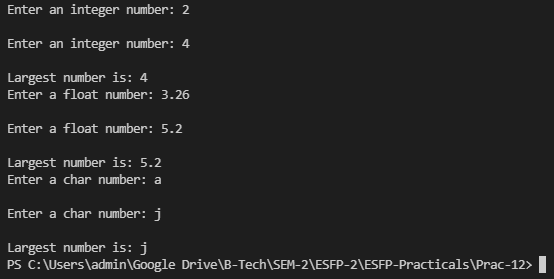 Enter an integer number: 2
Enter an integer number: 4
Largest number is: 4
Enter a float number: 3.26
Enter a float number: 5.2
Largest number is: 5.2
Enter a char number: a
Enter a char number: j
Largest number is: j
PS C:\Users\admin\Google Drive\B-Tech\SEM-2\ESFP-2\ESFP-Practicals\Prac-12>